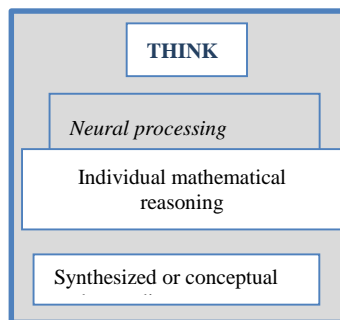 THINK
Neural processing
Individual mathematical
reasoning
Synthesized or conceptual